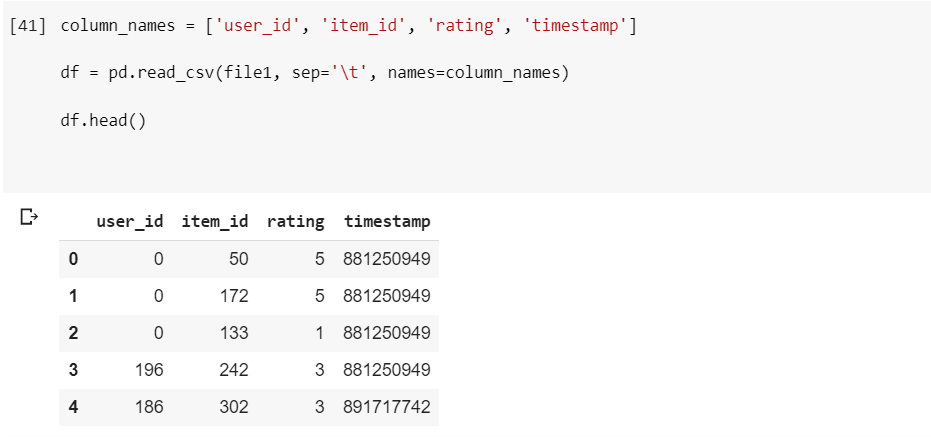 [41] column_names = ['user_id', 'item_id', 'rating', 'timestamp']
df = pd.read_csv(file1, sep='\t', names=column_names)
df.head()
user_id item_id rating timestamp
0 0 50 5 881250949
1 0 172 5 881250949
2 0 133 1 881250949
3 196 242 3 881250949
4 186 302 3 891717742